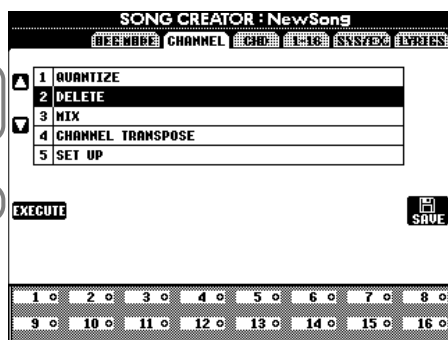 SONG CREATOR : NewSong
REC MODE CHANNEL CHD 1-16 SYS/EX. LYRICS
1 QUANTIZE
2 DELETE
3 MIX
4 CHANNEL TRANSPOSE
5 SET UP
EXECUTE
SAVE
1 2 3 4 5 6 7 8
9 10 11 12 13 14 15 16